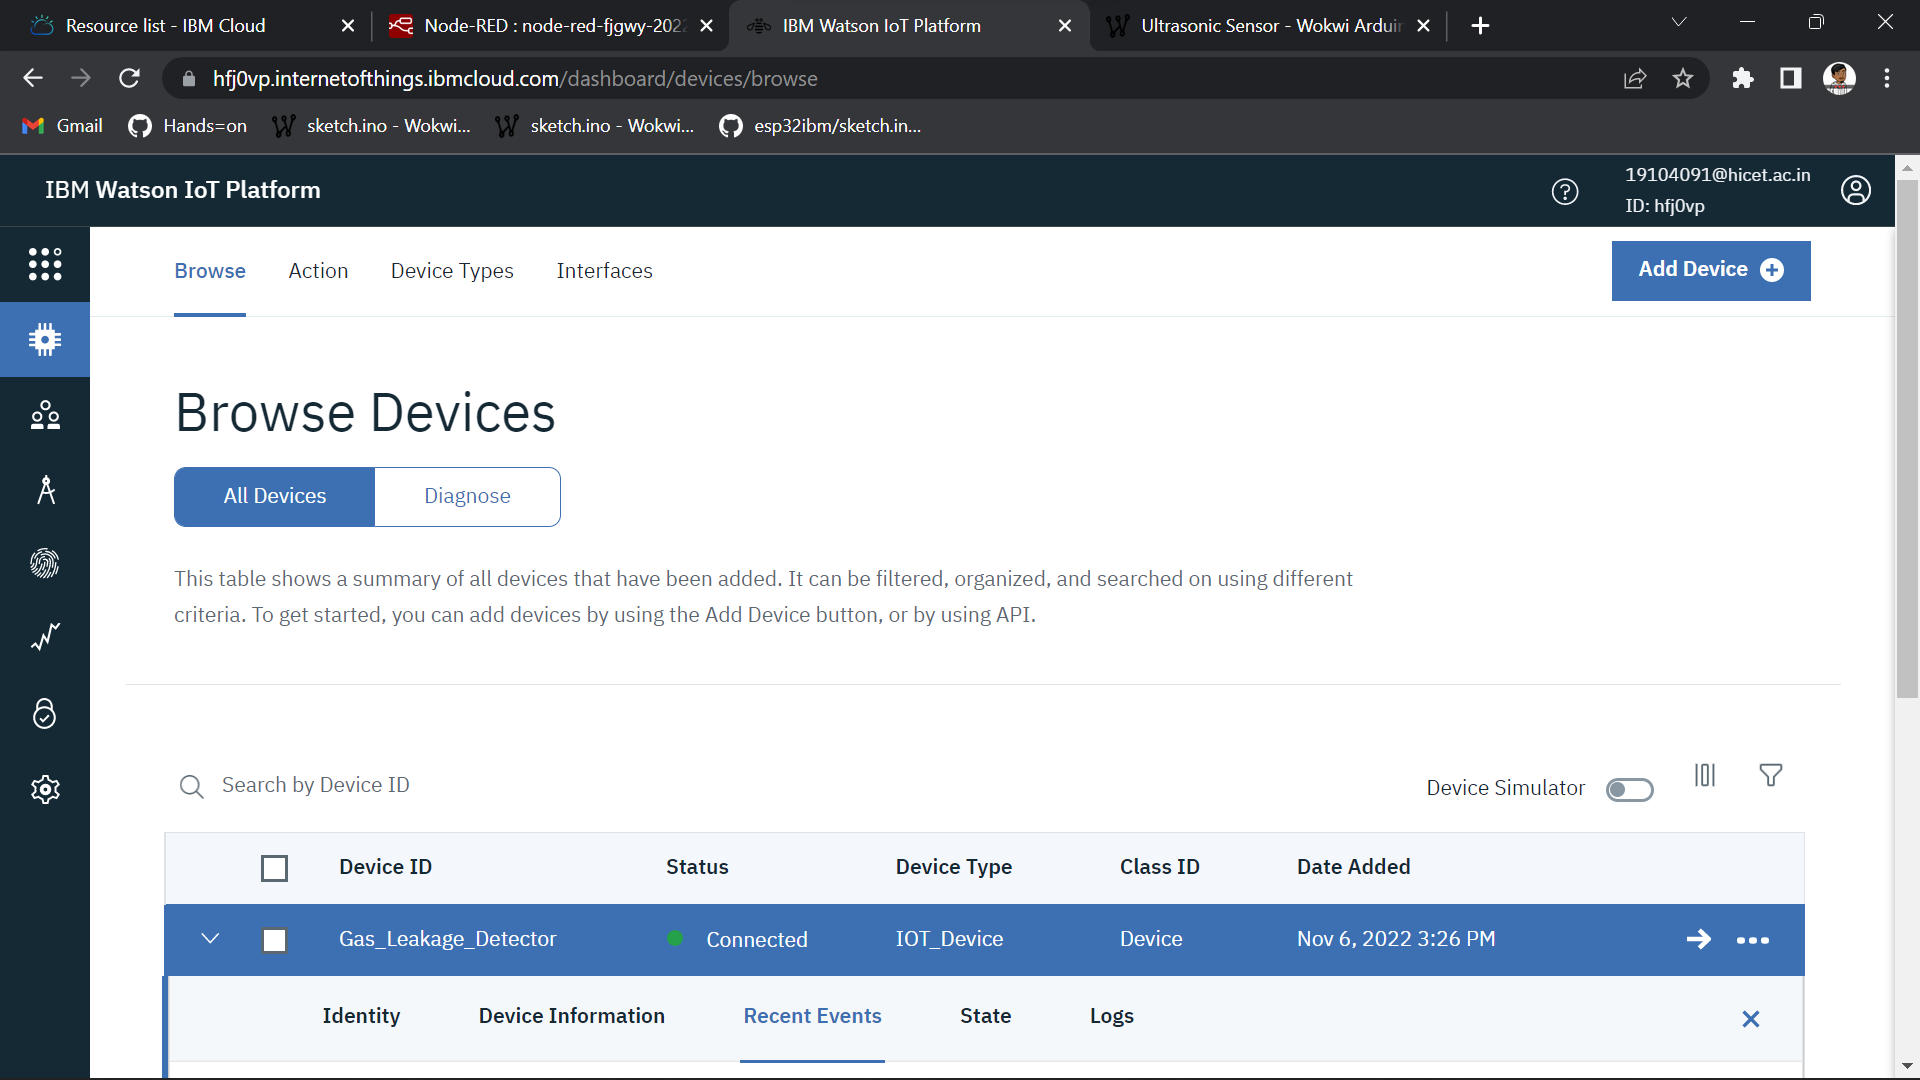 Resource list - IBM Cloud
Node-RED : node-red-fjgwy-2022
IBM Watson IoT Platform
Ultrasonic Sensor - Wokwi Arduin
hfj0vp.internetofthings.ibmcloud.com/dashboard/devices/browse
Gmail
Hands=on
sketch.ino - Wokwi...
sketch.ino - Wokwi...
esp32ibm/sketch.in...
IBM Watson IoT Platform
19104091@hicet.ac.in
ID: hfj0vp
Browse
Action
Device Types
Interfaces
Add Device
Browse Devices
All Devices
Diagnose
This table shows a summary of all devices that have been added. It can be filtered, organized, and searched on using different
criteria. To get started, you can add devices by using the Add Device button, or by using API.
Search by Device ID
Device Simulator
Device ID Status Device Type Class ID Date Added
Gas_Leakage_Detector Connected IOT_Device Device Nov 6, 2022 3:26 PM
Identity
Device Information
Recent Events
State
Logs